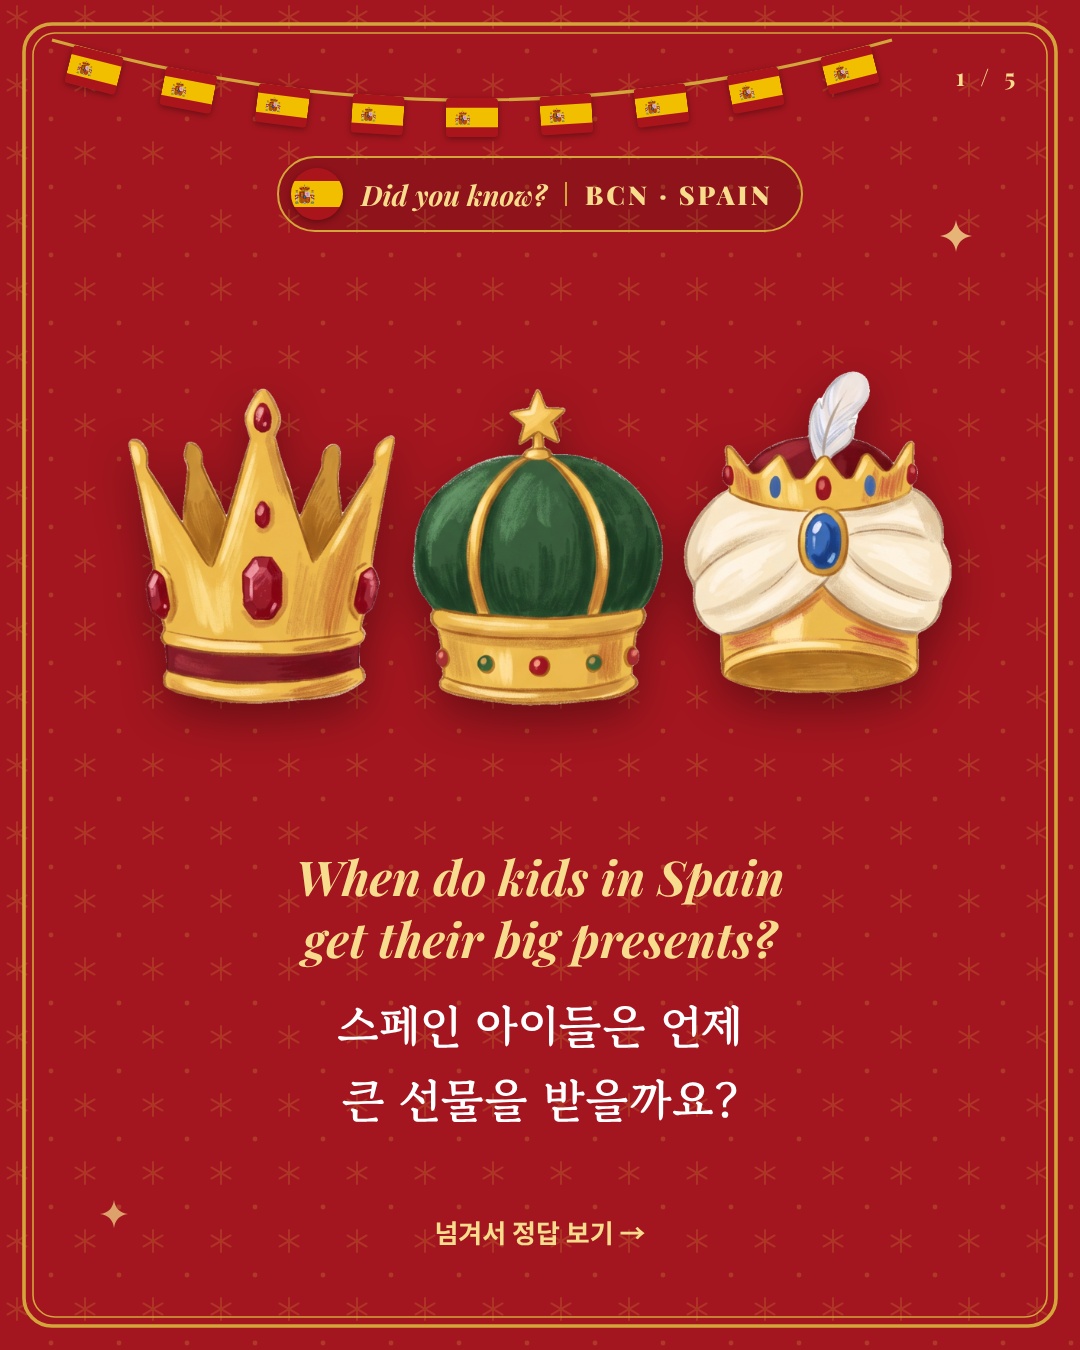 1 / 5
Did you know? | BCN · SPAIN
When do kids in Spain
get their big presents?
스페인 아이들은 언제
큰 선물을 받을까요?
넘겨서 정답 보기 →